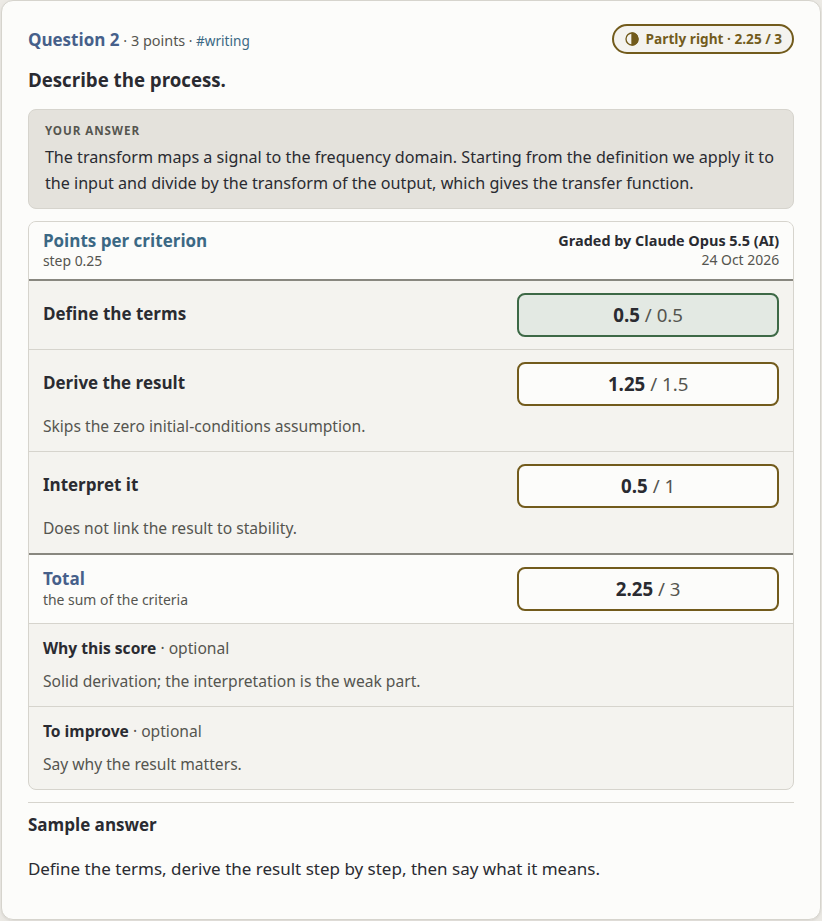 Question 2 · 3 points · #writing
Partly right · 2.25 / 3
Describe the process.
YOUR ANSWER
The transform maps a signal to the frequency domain. Starting from the definition we apply it to
the input and divide by the transform of the output, which gives the transfer function.
Points per criterion
step 0.25
Graded by Claude Opus 5.5 (AI)
24 Oct 2026
Define the terms
0.5 / 0.5
Derive the result
1.25 / 1.5
Skips the zero initial-conditions assumption.
Interpret it
0.5 / 1
Does not link the result to stability.
Total
the sum of the criteria
2.25 / 3
Why this score · optional
Solid derivation; the interpretation is the weak part.
To improve · optional
Say why the result matters.
Sample answer
Define the terms, derive the result step by step, then say what it means.